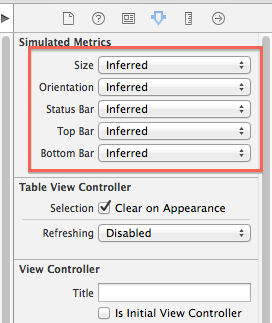 Simulated Metrics
Size Inferred
Orientation Inferred
Status Bar Inferred
Top Bar Inferred
Bottom Bar Inferred
Table View Controller
Selection Clear on Appearance
Refreshing Disabled
View Controller
Title
Is Initial View Controller